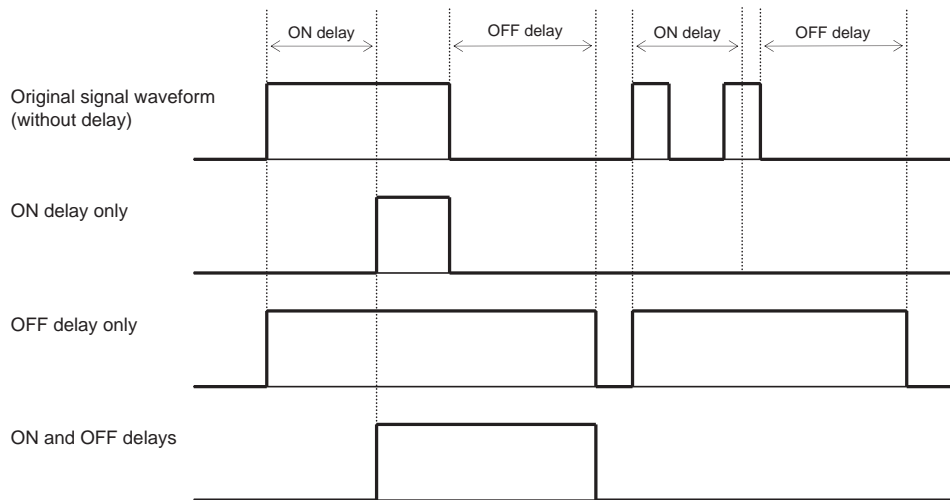 ON delay
OFF delay
ON delay
OFF delay
Original signal waveform
(without delay)
ON delay only
OFF delay only
ON and OFF delays